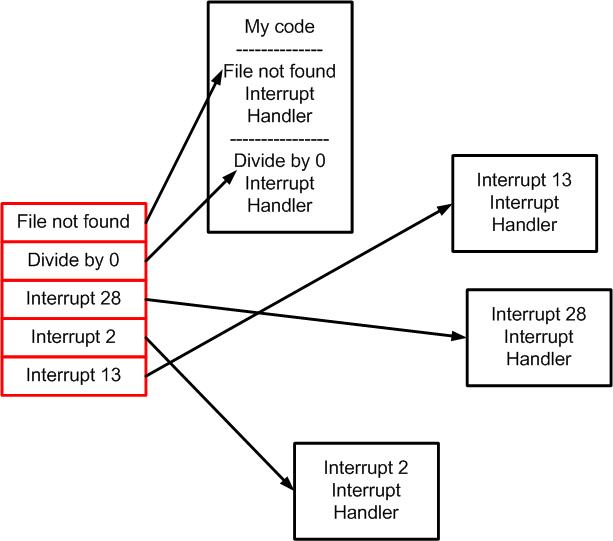 My code
---------------
File not found
Interrupt
Handler
-----------------
Divide by 0
Interrupt
Handler
File not found
Divide by 0
Interrupt 28
Interrupt 2
Interrupt 13
Interrupt 13
Interrupt
Handler
Interrupt 28
Interrupt
Handler
Interrupt 2
Interrupt
Handler